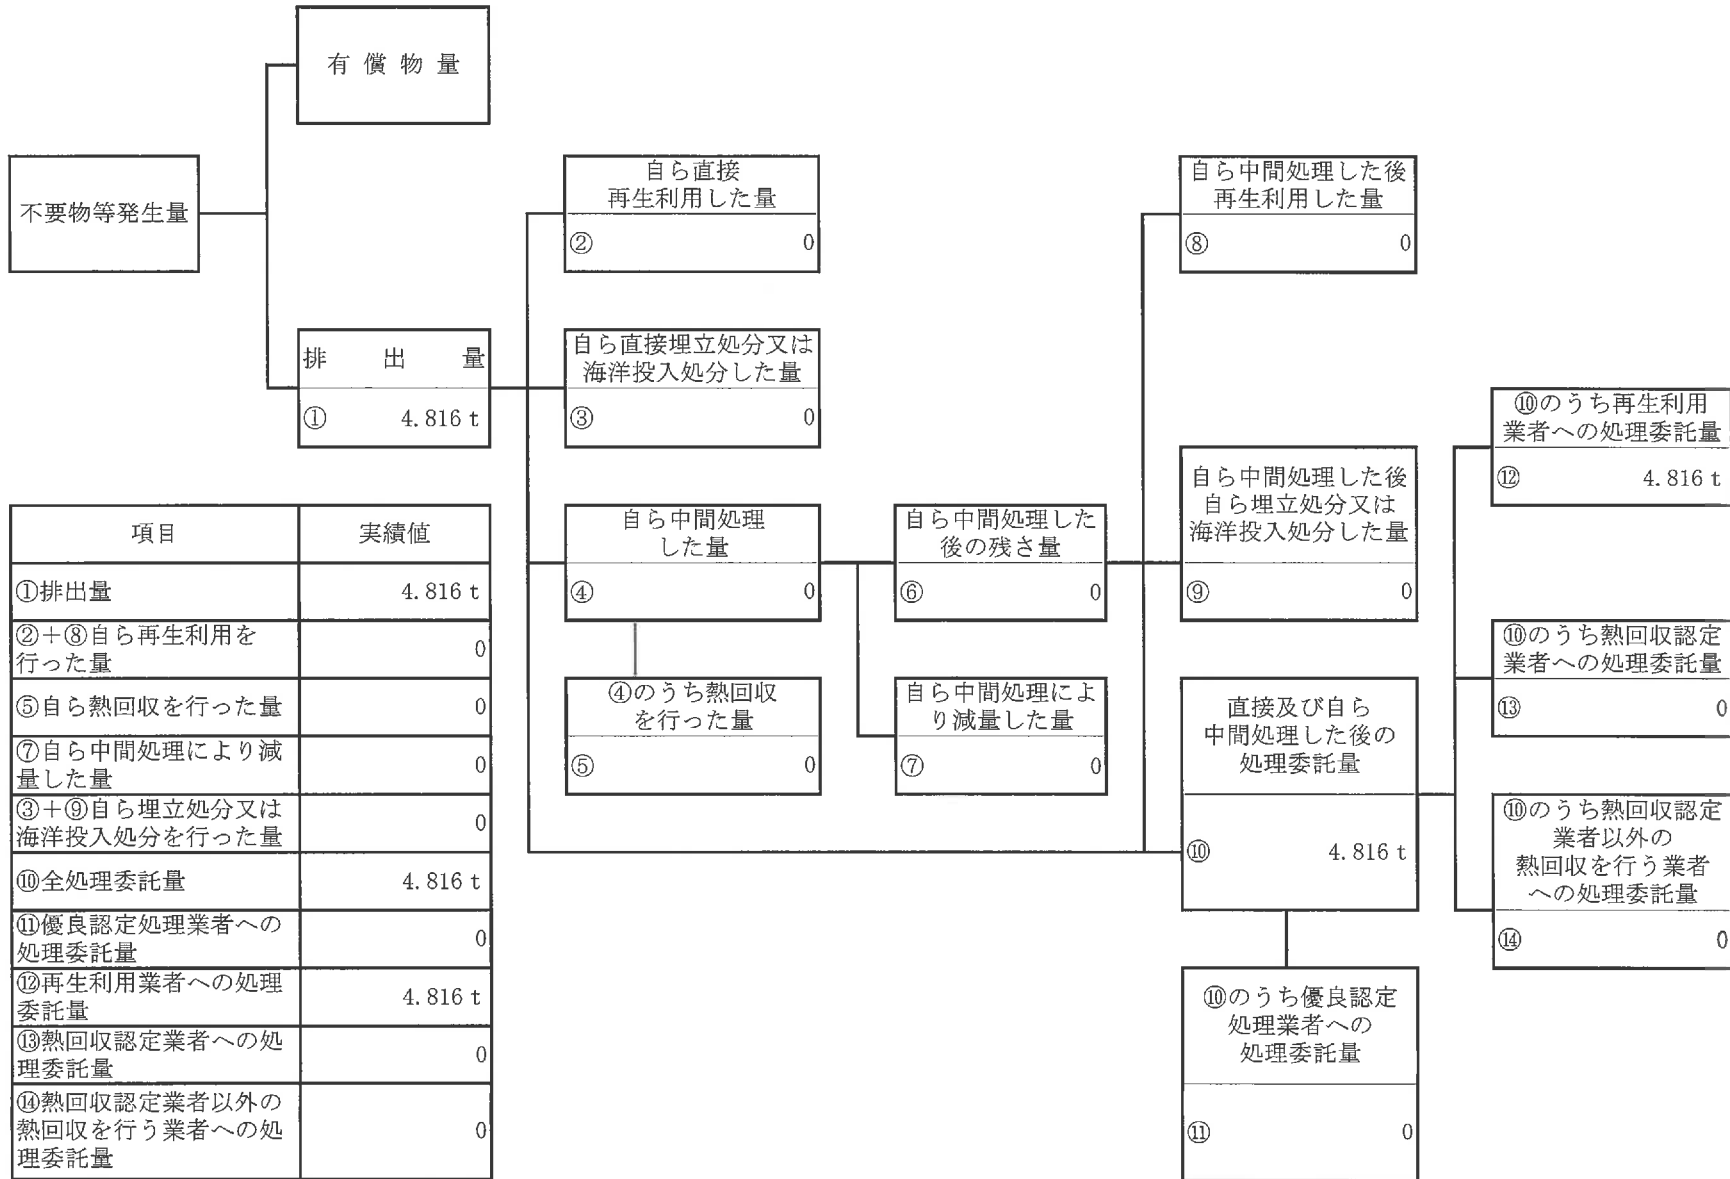 有償物量
不要物等発生量
排出量
① 4.816 t
自ら直接
再生利用した量
② 0
自ら直接埋立処分又は
海洋投入処分した量
③ 0
自ら中間処理
した量
④ 0
④のうち熱回収
を行った量
⑤ 0
自ら中間処理した
後の残さ量
⑥ 0
自ら中間処理によ
り減量した量
⑦ 0
自ら中間処理した後
再生利用した量
⑧ 0
自ら中間処理した後
自ら埋立処分又は
海洋投入処分した量
⑨ 0
直接及び自ら
中間処理した後の
処理委託量
⑩ 4.816 t
⑩のうち優良認定
処理業者への
処理委託量
⑪ 0
⑩のうち再生利用
業者への処理委託量
⑫ 4.816 t
⑩のうち熱回収認定
業者への処理委託量
⑬ 0
⑩のうち熱回収認定
業者以外の
熱回収を行う業者
への処理委託量
⑭ 0
項目 実績値
①排出量 4.816 t
②+⑧自ら再生利用を
行った量 0
⑤自ら熱回収を行った量 0
⑦自ら中間処理により減
量した量 0
③+⑨自ら埋立処分又は
海洋投入処分を行った量 0
⑩全処理委託量 4.816 t
⑪優良認定処理業者への
処理委託量 0
⑫再生利用業者への処理
委託量 4.816 t
⑬熱回収認定業者への処
理委託量 0
⑭熱回収認定業者以外の
熱回収を行う業者への処 0
理委託量